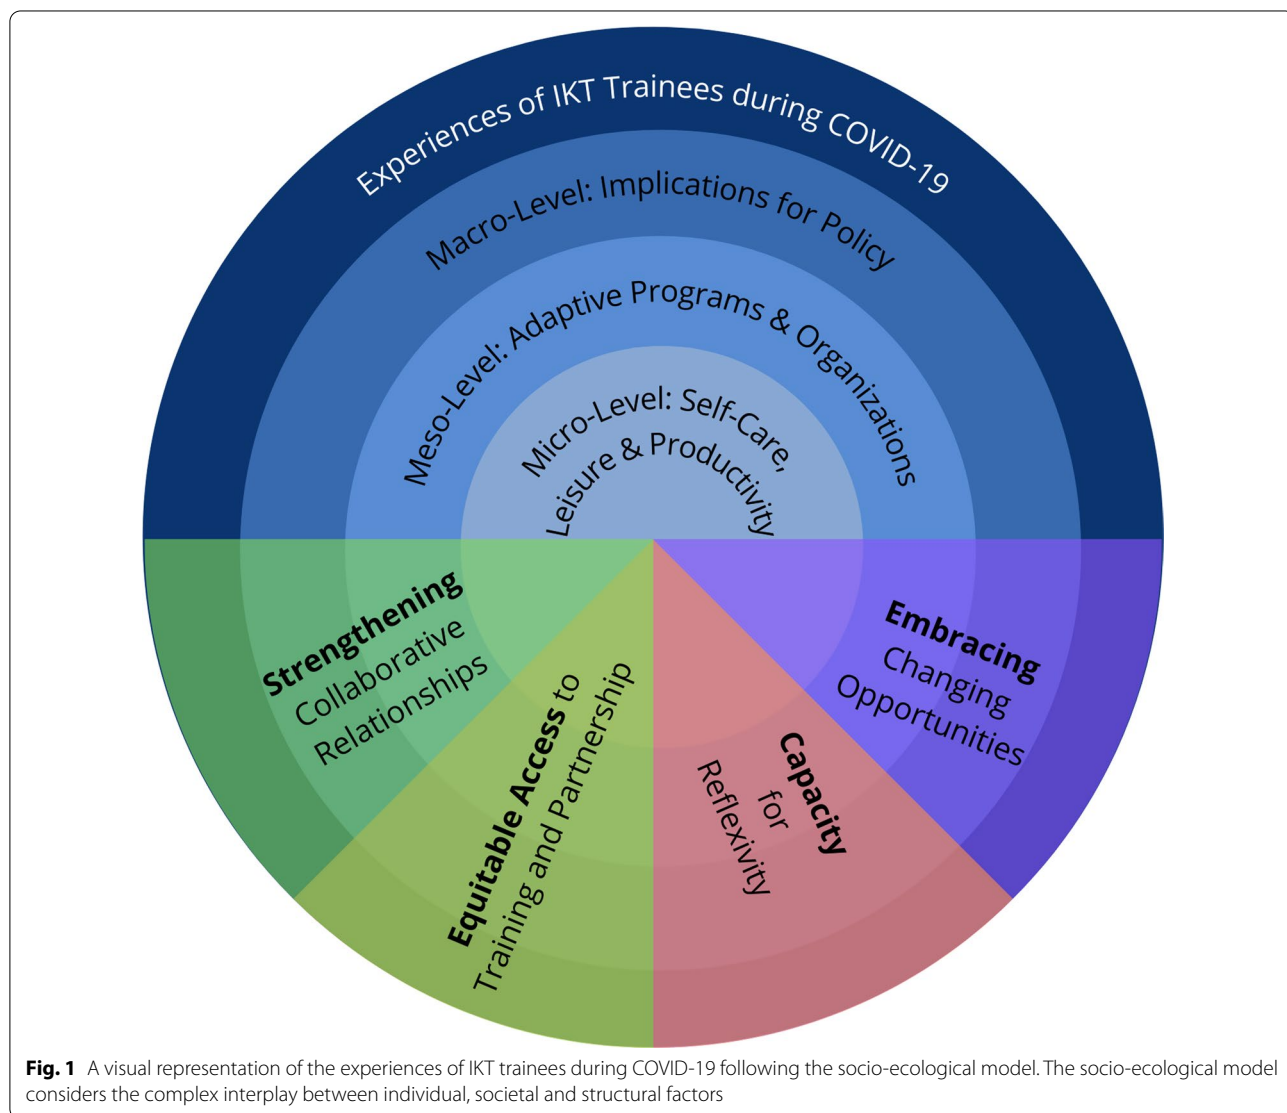 Experiences of IKT Trainees during COVID-19
Macro-Level: Implications for Policy
Meso-Level: Adaptive Programs & Organizations
Micro-Level: Self-Care,
Leisure & Productivity
Strengthening
Collaborative
Relationships
Equitable Access to
Training and Partnership
Capacity
for
Reflexivity
Embracing
Changing
Opportunities
Fig. 1 A visual representation of the experiences of IKT trainees during COVID-19 following the socio-ecological model. The socio-ecological model
considers the complex interplay between individual, societal and structural factors